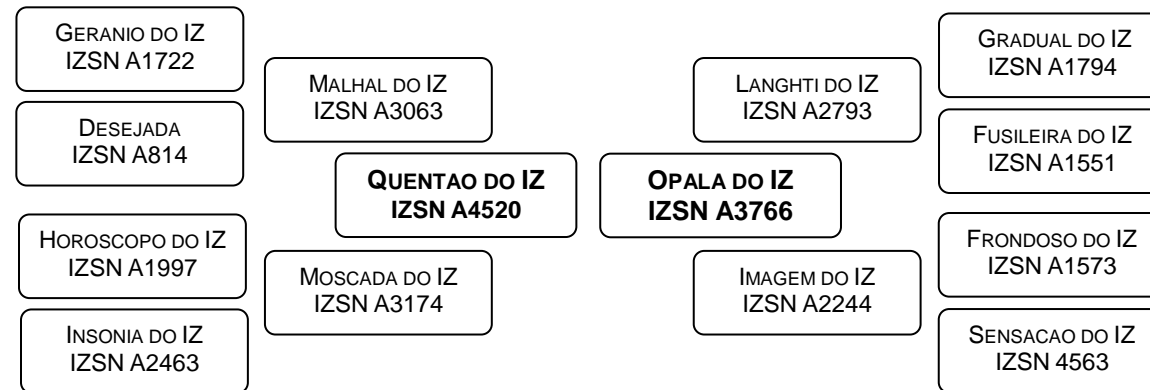 GERANIO DO IZ
IZSN A1722
DESEJADA
IZSN A814
HOROSCOPO DO IZ
IZSN A1997
INSONIA DO IZ
IZSN A2463
MALHAL DO IZ
IZSN A3063
MOSCADA DO IZ
IZSN A3174
QUENTAO DO IZ
IZSN A4520
OPALA DO IZ
IZSN A3766
LANGHTI DO IZ
IZSN A2793
IMAGEM DO IZ
IZSN A2244
GRADUAL DO IZ
IZSN A1794
FUSILEIRA DO IZ
IZSN A1551
FRONDOSO DO IZ
IZSN A1573
SENSACAO DO IZ
IZSN 4563